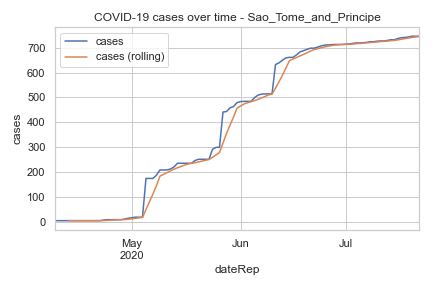 COVID-19 cases over time - Sao_Tome_and_Principe
cases
cases (rolling)
cases
700
600
500
400
300
200
100
0
May
2020
Jun
Jul
dateRep